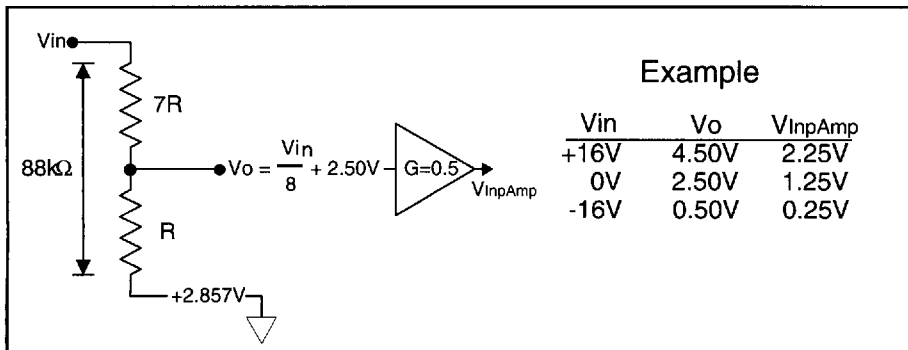 Vin
7R
88kΩ
Vo = Vin/8 + 2.50V
G=0.5
VInpAmp
R
+2.857V
Example
Vin Vo VInpAmp
+16V 4.50V 2.25V
0V 2.50V 1.25V
-16V 0.50V 0.25V